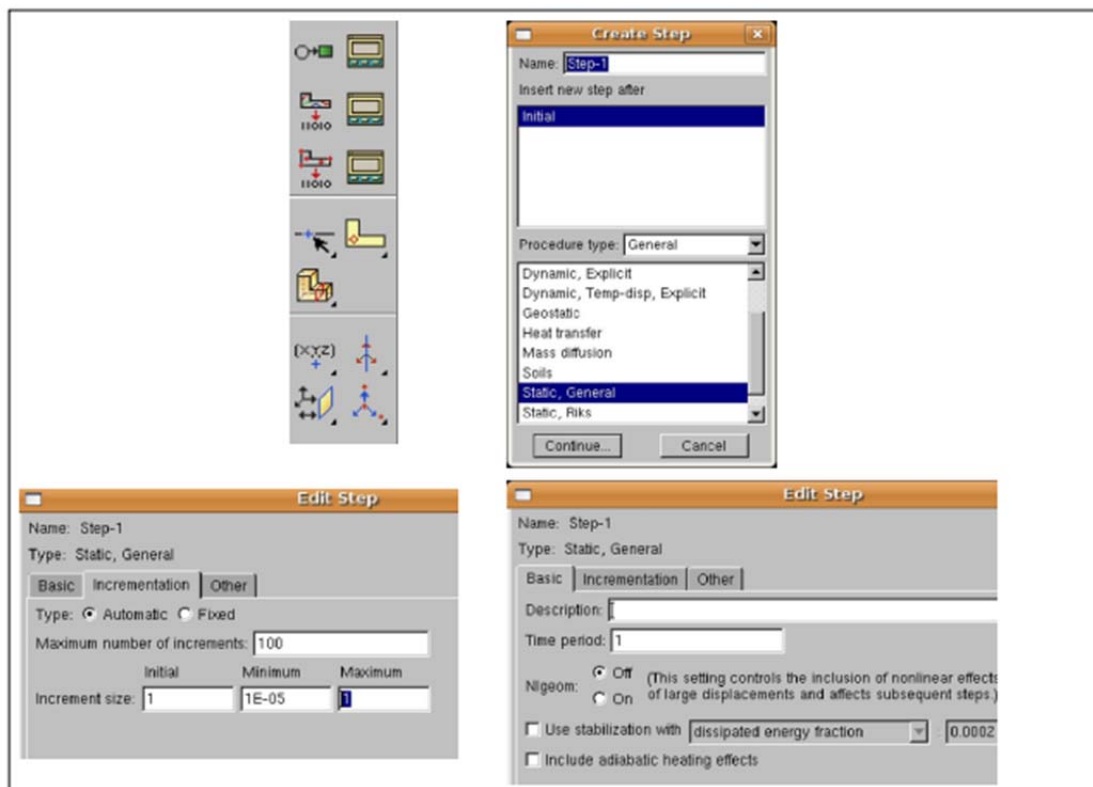 11010
11010
(XYZ)
Create Step
Name: Step-1
Insert new step after
Initial
Procedure type: General
Dynamic, Explicit
Dynamic, Temp-disp, Explicit
Geostatic
Heat transfer
Mass diffusion
Soils
Static, General
Static, Riks
Continue... Cancel
Edit Step
Name: Step-1
Type: Static, General
Basic Incrementation Other
Type: Automatic Fixed
Maximum number of increments: 100
Initial Minimum Maximum
Increment size: 1 1E-05 1
Edit Step
Name: Step-1
Type: Static, General
Basic Incrementation Other
Description:
Time period: 1
Nlgeom: Off (This setting controls the inclusion of nonlinear effects
On of large displacements and affects subsequent steps.)
Use stabilization with dissipated energy fraction : 0.0002
Include adiabatic heating effects